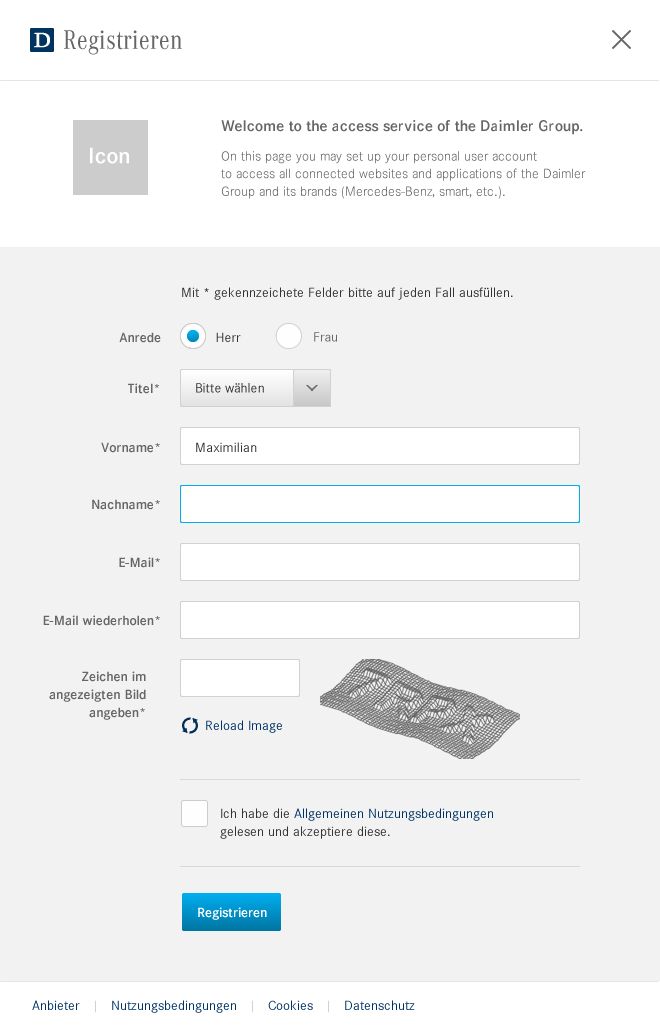 D Registrieren
Icon
Welcome to the access service of the Daimler Group.
On this page you may set up your personal user account
to access all connected websites and applications of the Daimler
Group and its brands (Mercedes-Benz, smart, etc.).
Mit * gekennzeichete Felder bitte auf jeden Fall ausfüllen.
Anrede Herr Frau
Titel* Bitte wählen
Vorname* Maximilian
Nachname*
E-Mail*
E-Mail wiederholen*
Zeichen im
angezeigten Bild
angeben*
Reload Image
Ich habe die Allgemeinen Nutzungsbedingungen
gelesen und akzeptiere diese.
Registrieren
Anbieter | Nutzungsbedingungen | Cookies | Datenschutz